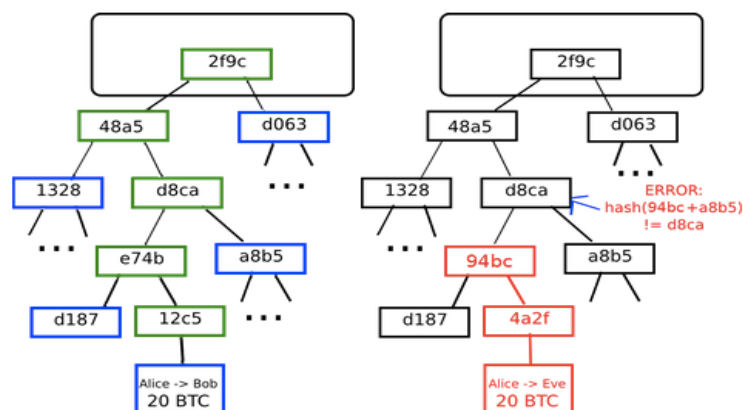 2f9c
48a5
d063
1328
d8ca
...
...
e74b
a8b5
d187
12c5
...
Alice -> Bob
20 BTC
2f9c
48a5
d063
...
1328
d8ca
ERROR:
hash(94bc+a8b5)
!= d8ca
...
94bc
a8b5
d187
4a2f
Alice -> Eve
20 BTC